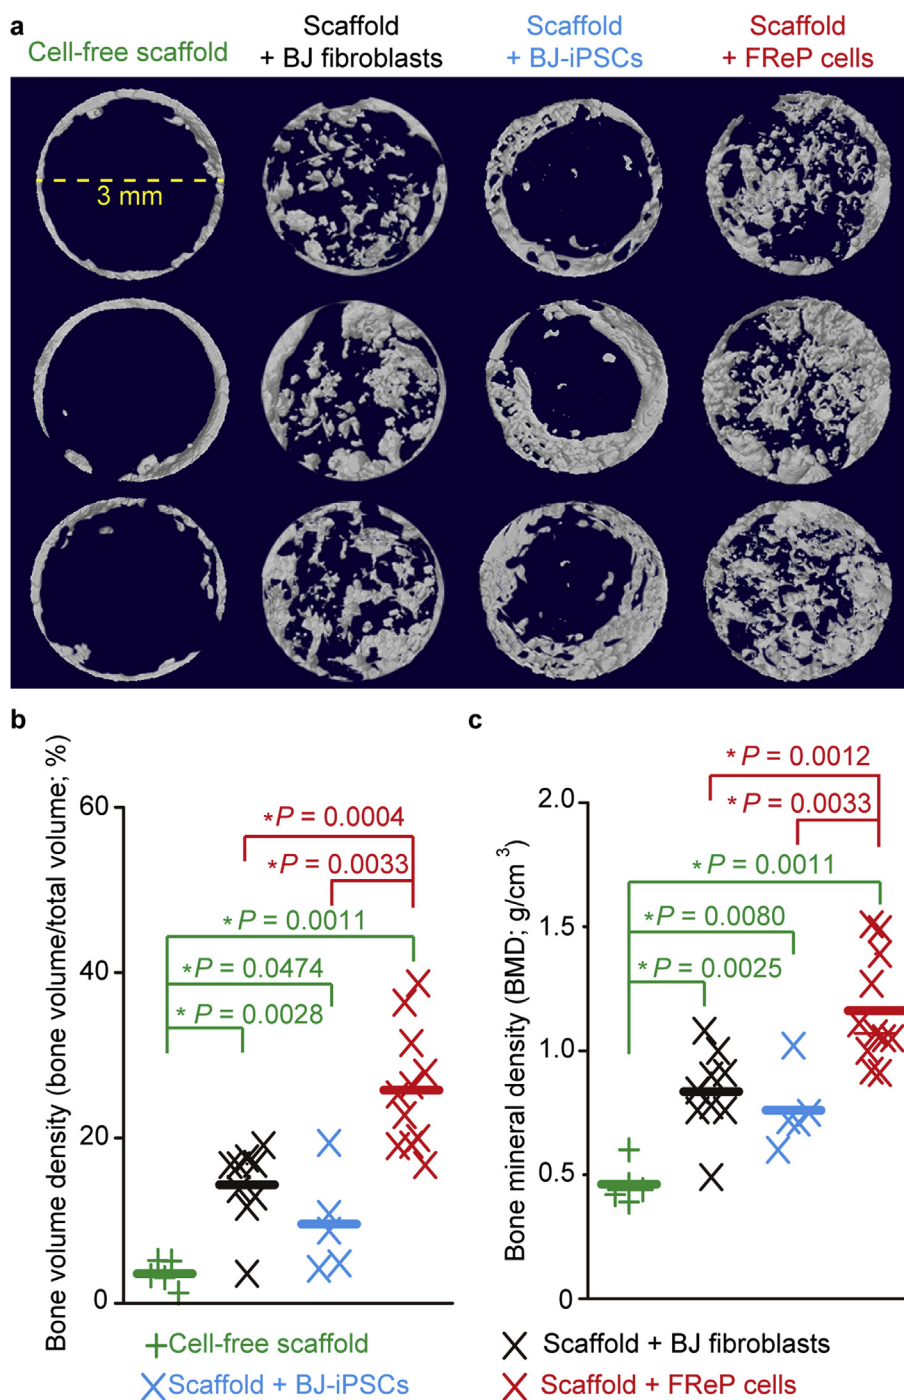 a
Cell-free scaffold
Scaffold
+ BJ fibroblasts
Scaffold
+ BJ-iPSCs
Scaffold
+ FReP cells
3 mm
b
Bone volume density (bone volume/total volume; %)
60
40
20
0
*P = 0.0004
*P = 0.0033
*P = 0.0011
*P = 0.0474
* P = 0.0028
c
Bone mineral density (BMD; g/cm³)
2.0
1.5
1.0
0.5
0
*P = 0.0012
*P = 0.0033
*P = 0.0011
*P = 0.0080
*P = 0.0025
Cell-free scaffold
Scaffold + BJ fibroblasts
Scaffold + BJ-iPSCs
Scaffold + FReP cells